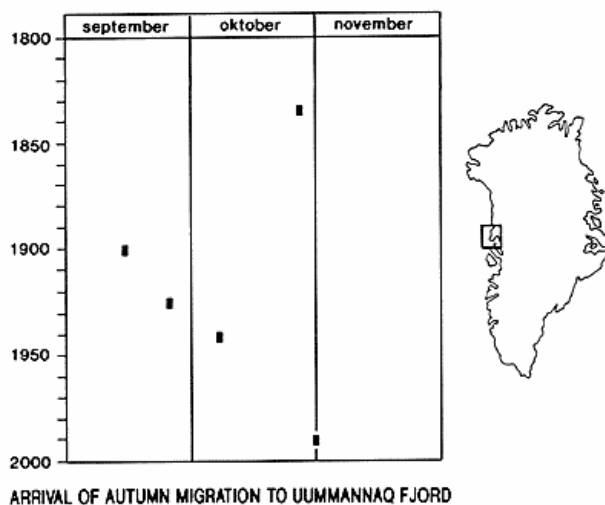 september oktober november
1800
1850
1900
1950
2000
ARRIVAL OF AUTUMN MIGRATION TO UUMMANNAQ FJORD